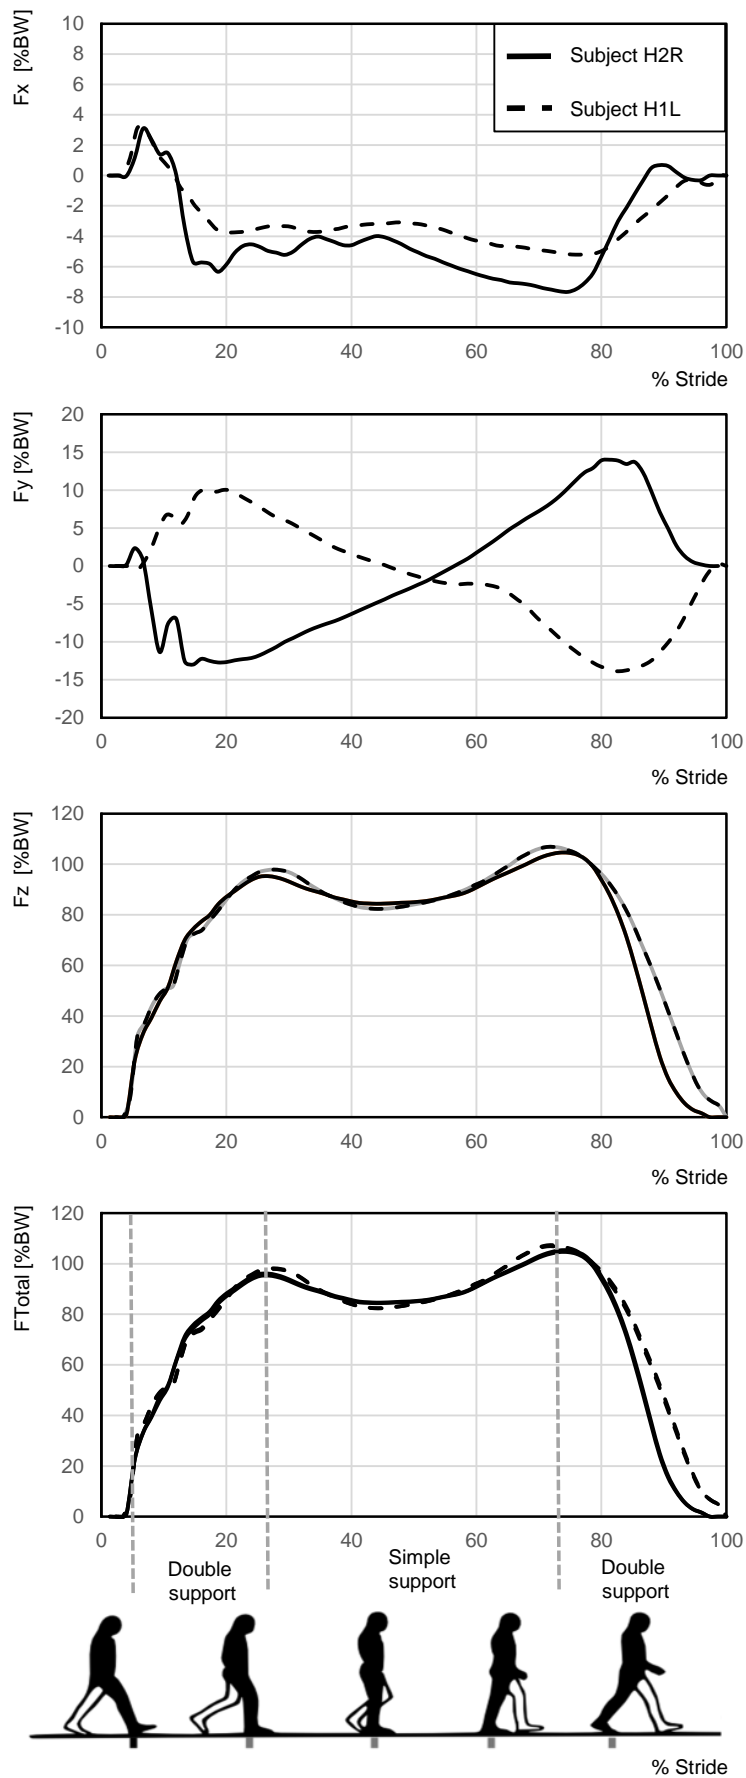 Fx [%BW]
10
8
6
4
2
0
-2
-4
-6
-8
-10
Subject H2R
Subject H1L
0 20 40 60 80 100
% Stride
Fy [%BW]
20
15
10
5
0
-5
-10
-15
-20
0 20 40 60 80 100
% Stride
Fz [%BW]
120
100
80
60
40
20
0
0 20 40 60 80 100
% Stride
FTotal [%BW]
120
100
80
60
40
20
0
0 20 40 60 80 100
Double
support
Simple
support
Double
support
% Stride